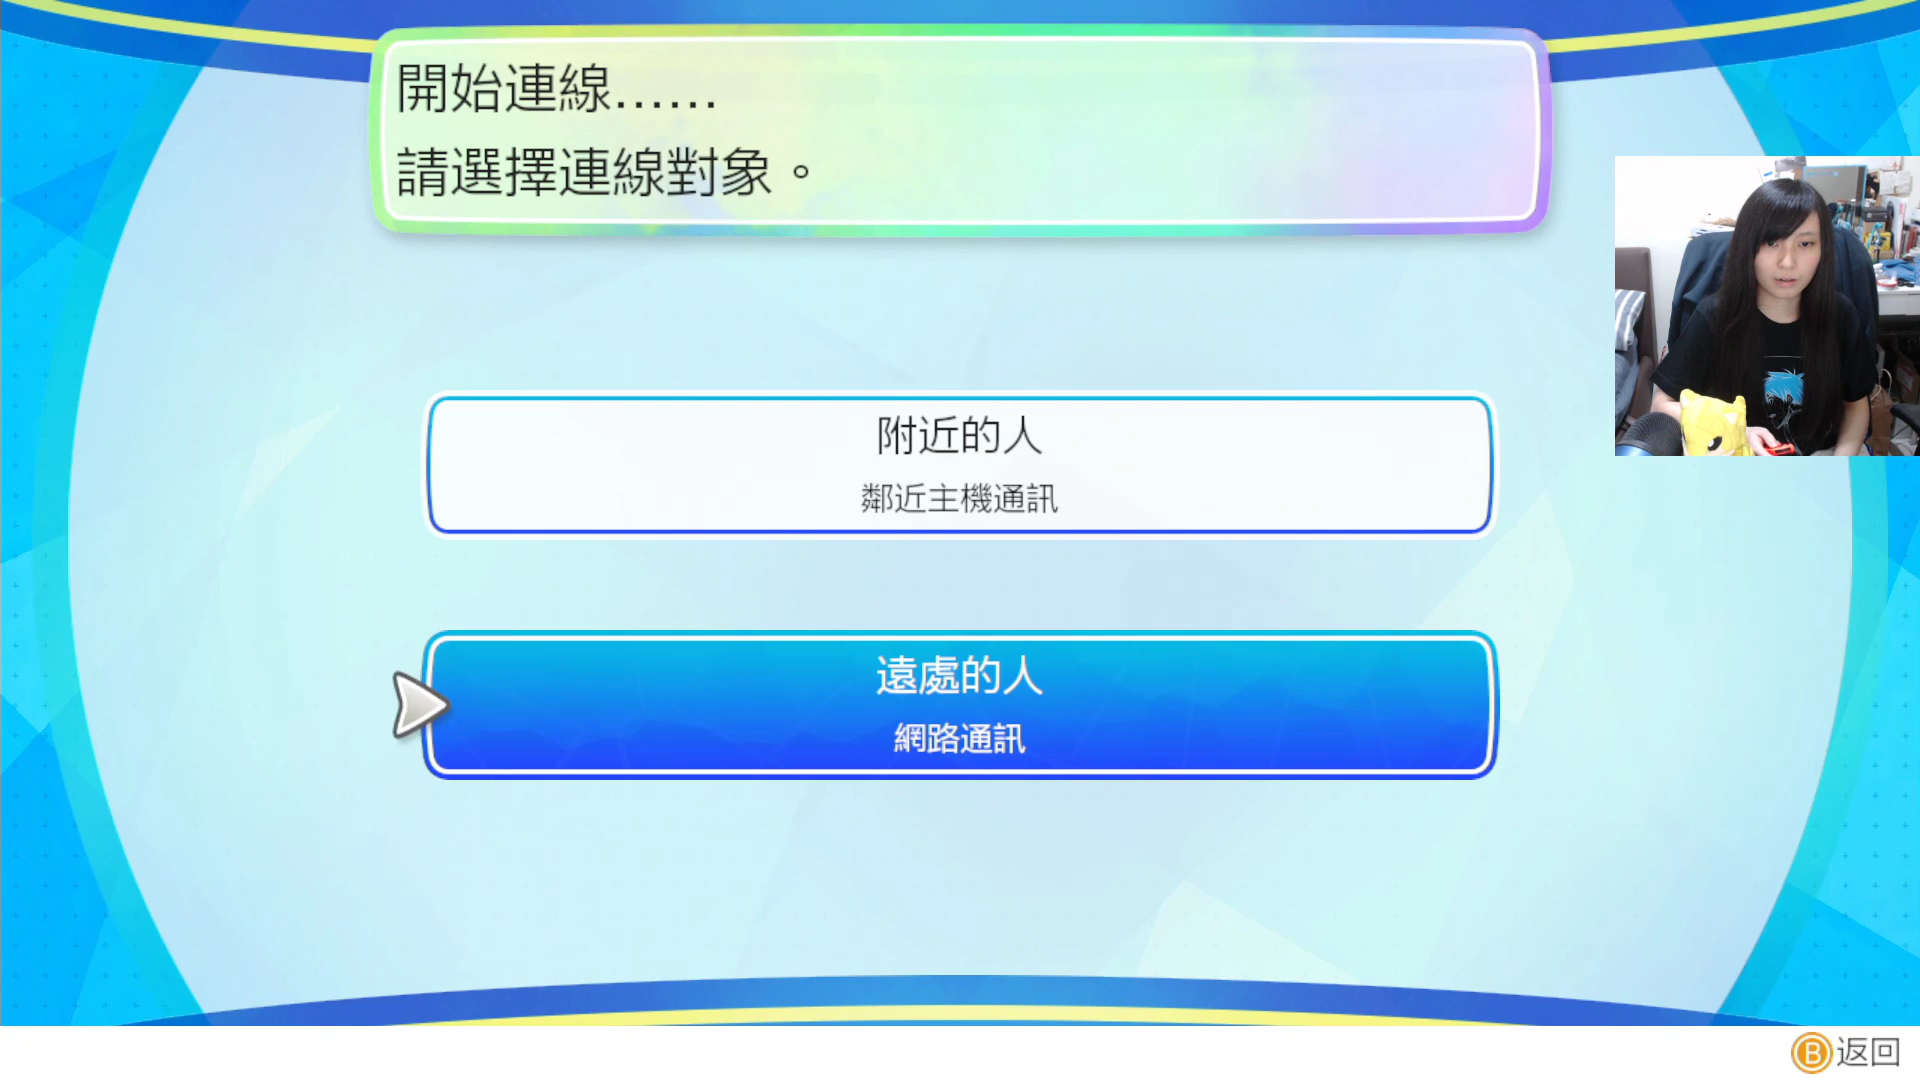 開始連線......
請選擇連線對象。
附近的人
鄰近主機通訊
遠處的人
網路通訊
B返回